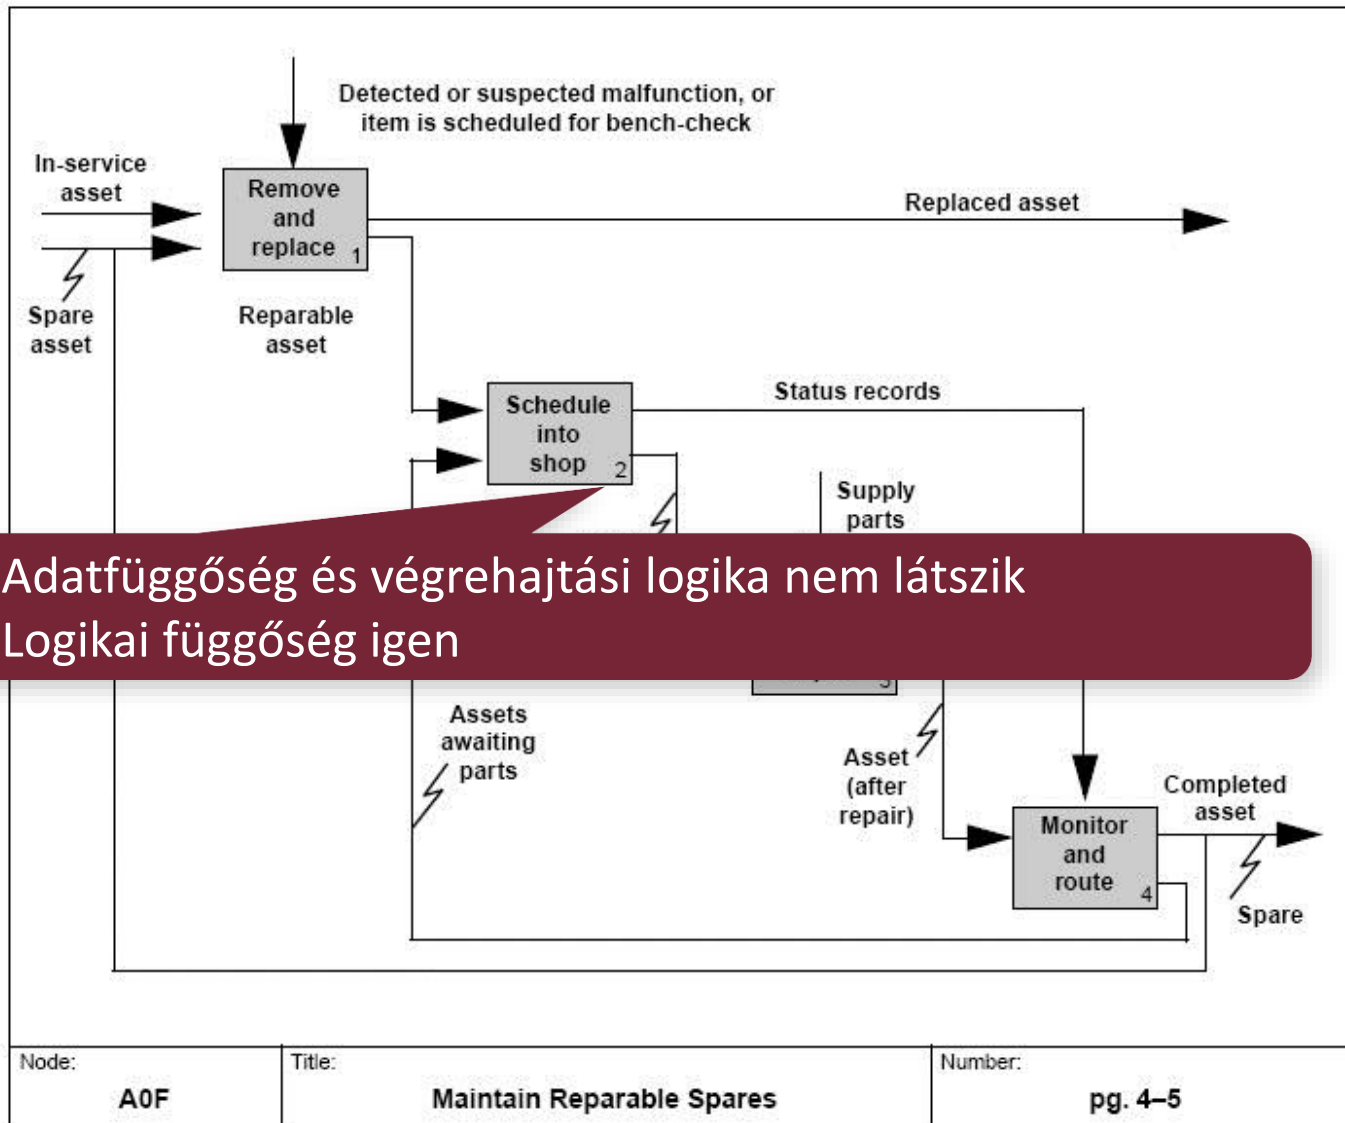 Detected or suspected malfunction, or
item is scheduled for bench-check
In-service
asset
Remove
and
replace
1
Replaced asset
Spare
asset
Reparable
asset
Schedule
into
shop
2
Status records
Supply
parts
Adatfüggőség és végrehajtási logika nem látszik
Logikai függőség igen
3
Assets
awaiting
parts
Asset
(after
repair)
Completed
asset
Monitor
and
route
4
Spare
Node:
A0F
Title:
Maintain Reparable Spares
Number:
pg. 4–5